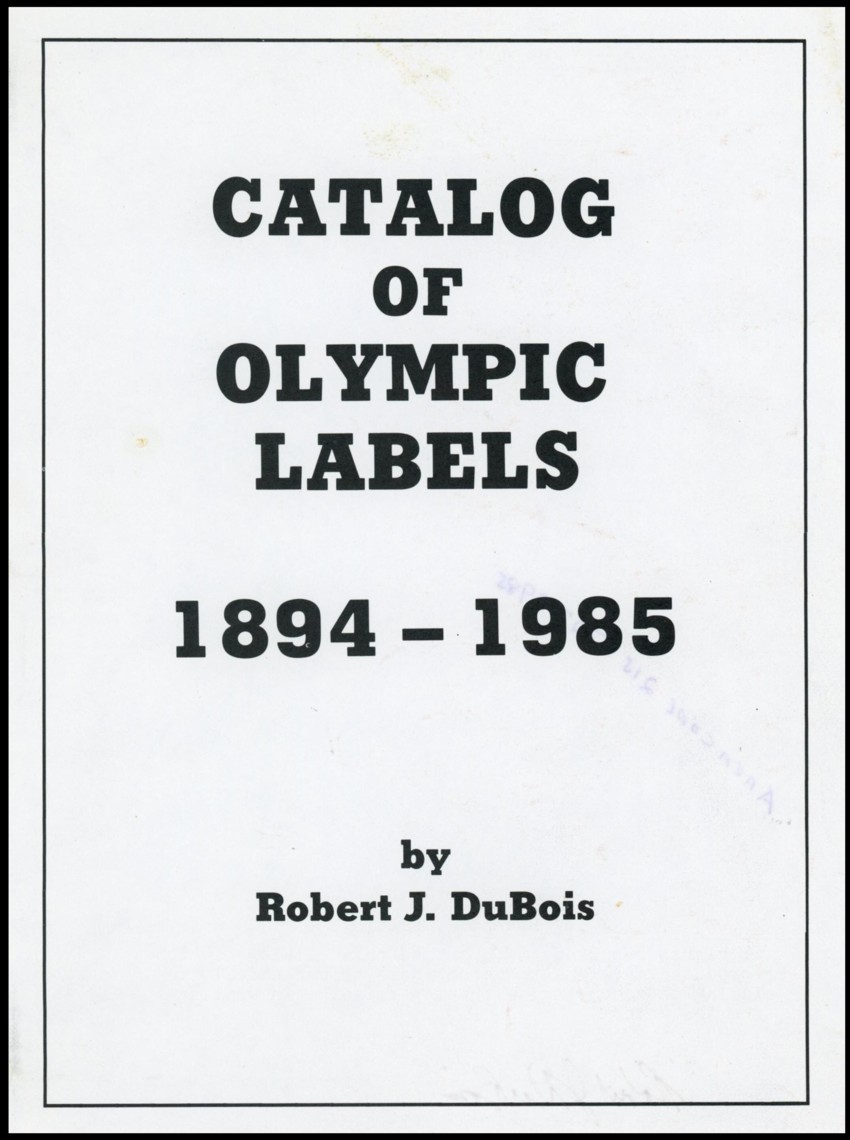 CATALOG
OF
OLYMPIC
LABELS
1894 – 1985
by
Robert J. DuBois